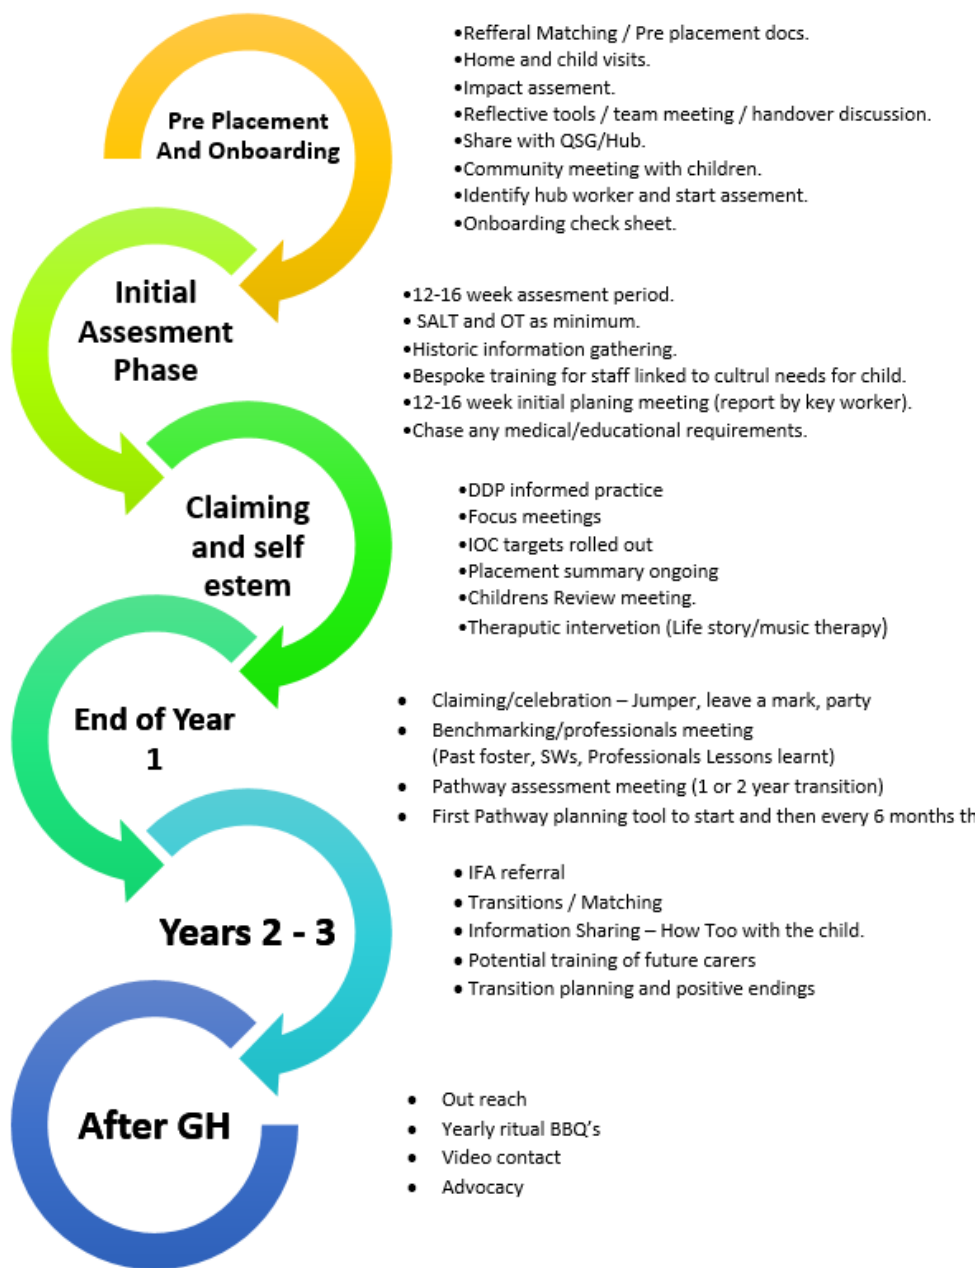 Pre Placement
And Onboarding
•Refferal Matching / Pre placement docs.
•Home and child visits.
•Impact assement.
•Reflective tools / team meeting / handover discussion.
•Share with QSG/Hub.
•Community meeting with children.
•Identify hub worker and start assement.
•Onboarding check sheet.
Initial
Assesment
Phase
•12-16 week assesment period.
• SALT and OT as minimum.
•Historic information gathering.
•Bespoke training for staff linked to cultrul needs for child.
•12-16 week initial planing meeting (report by key worker).
•Chase any medical/educational requirements.
Claiming
and self
estem
•DDP informed practice
•Focus meetings
•IOC targets rolled out
•Placement summary ongoing
•Childrens Review meeting.
•Theraputic intervetion (Life story/music therapy)
End of Year
1
• Claiming/celebration – Jumper, leave a mark, party
• Benchmarking/professionals meeting
(Past foster, SWs, Professionals Lessons learnt)
• Pathway assessment meeting (1 or 2 year transition)
• First Pathway planning tool to start and then every 6 months th
Years 2 - 3
• IFA referral
• Transitions / Matching
• Information Sharing – How Too with the child.
• Potential training of future carers
• Transition planning and positive endings
After GH
• Out reach
• Yearly ritual BBQ’s
• Video contact
• Advocacy